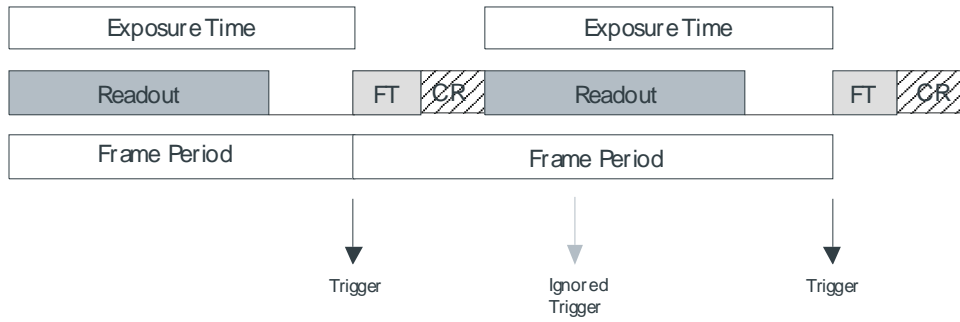 Exposure Time Exposure Time
Readout FT CR Readout FT CR
Frame Period Frame Period
Trigger Ignored Trigger
Trigger